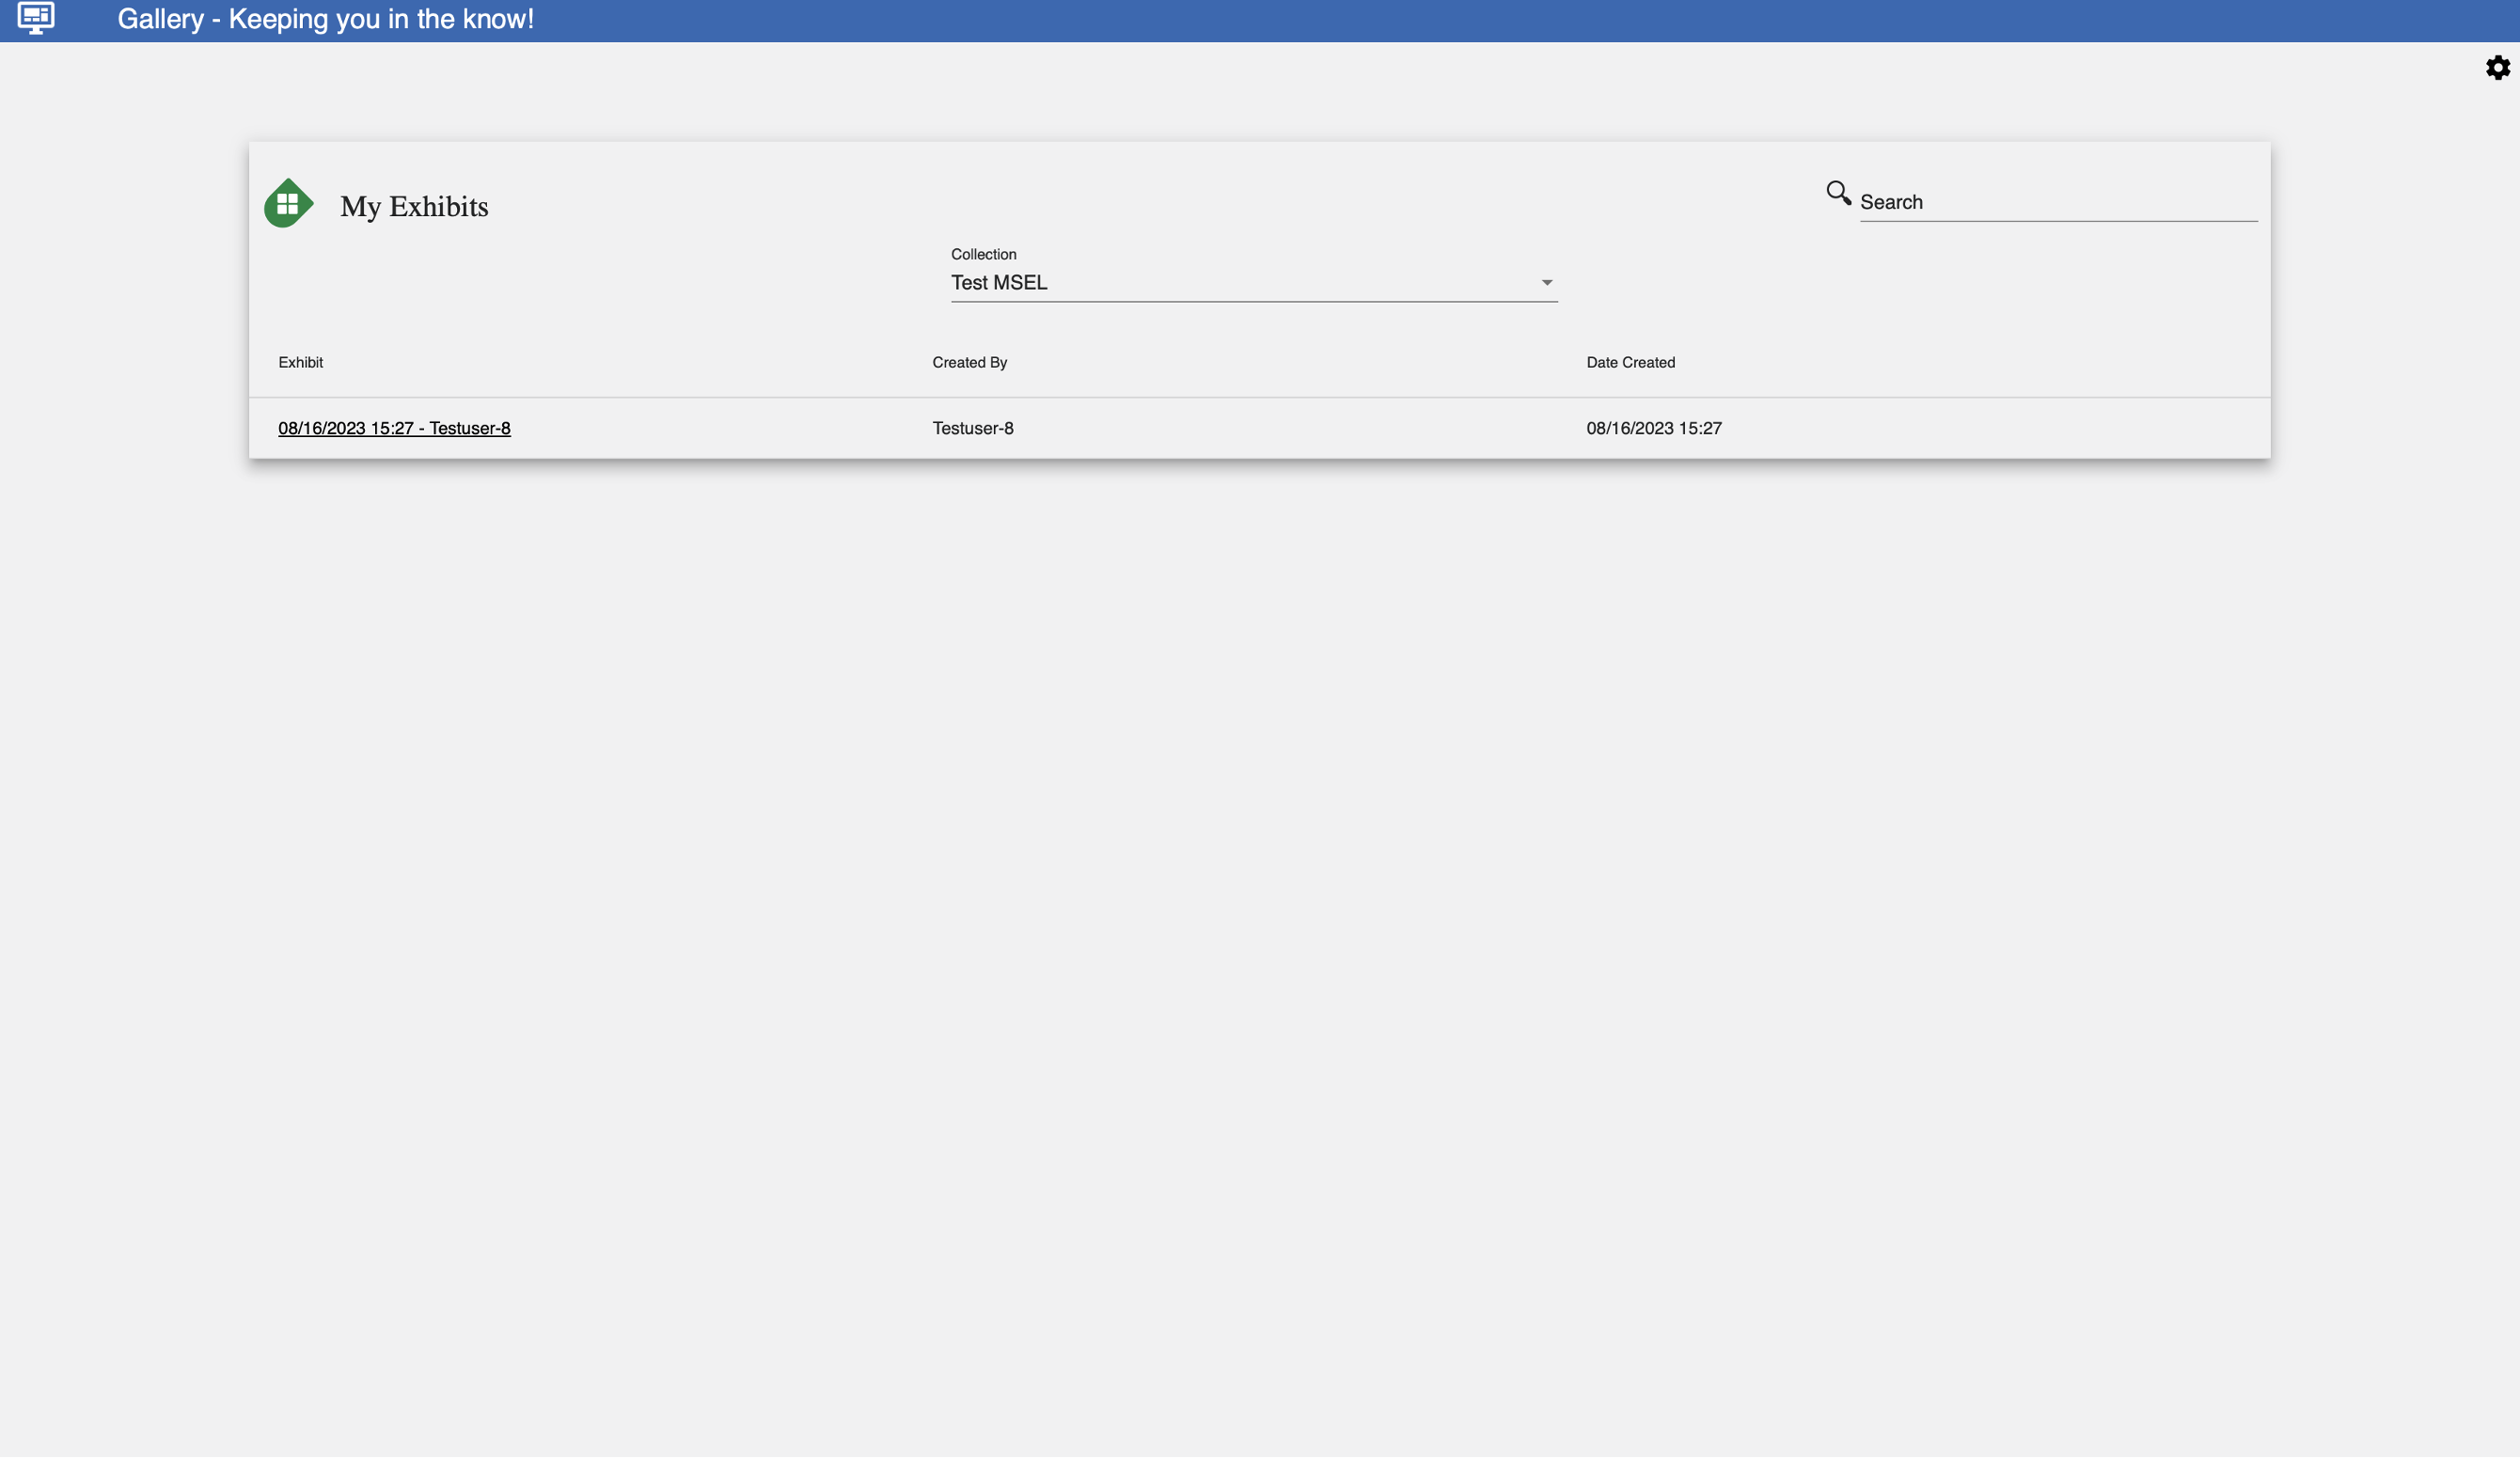 Gallery - Keeping you in the know!
My Exhibits
Search
Collection
Test MSEL
Exhibit Created By Date Created
08/16/2023 15:27 - Testuser-8 Testuser-8 08/16/2023 15:27